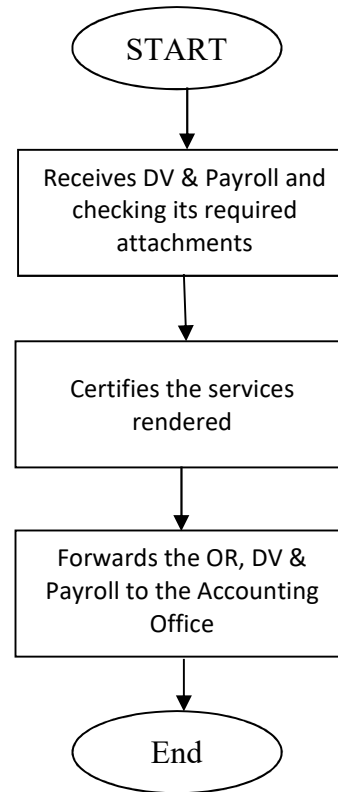 START
Receives DV & Payroll and
checking its required
attachments
Certifies the services
rendered
Forwards the OR, DV &
Payroll to the Accounting
Office
End